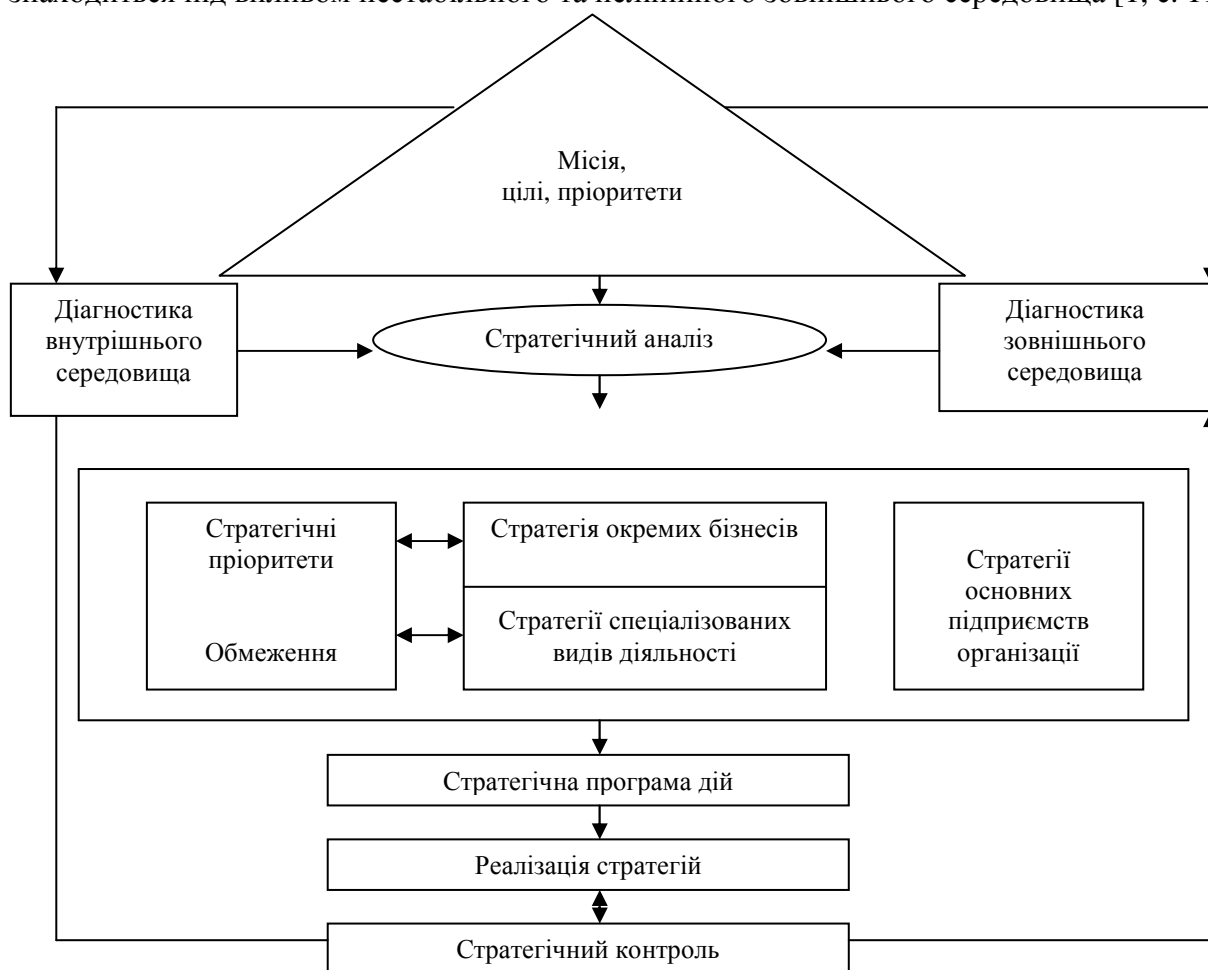 Місія,
цілі, пріоритети
Діагностика
внутрішнього
середовища
Стратегічний аналіз
Діагностика
зовнішнього
середовища
Стратегічні
пріоритети
Обмеження
Стратегія окремих бізнесів
Стратегії спеціалізованих
видів діяльності
Стратегії
основних
підприємств
організації
Стратегічна програма дій
Реалізація стратегій
Стратегічний контроль